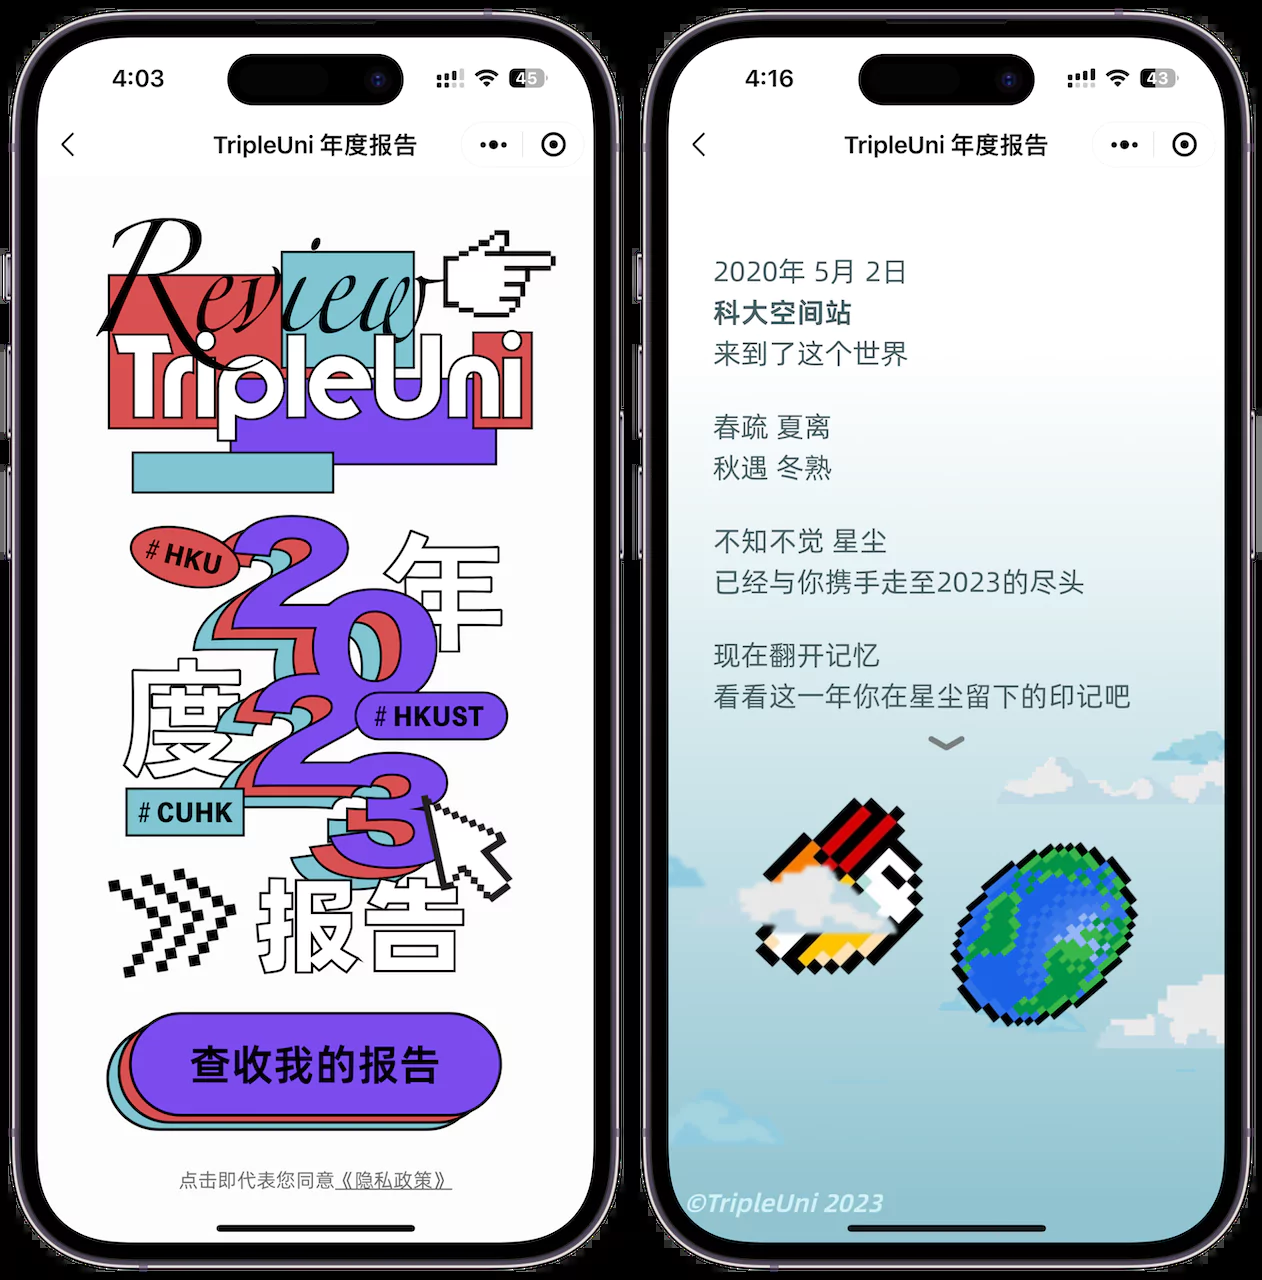 4:03
45
TripleUni 年度报告
Review
TripleUni
# HKU
2023
年
度
# HKUST
# CUHK
报告
查收我的报告
点击即代表您同意《隐私政策》
4:16
43
TripleUni 年度报告
2020年 5月 2日
科大空间站
来到了这个世界
春疏 夏离
秋遇 冬熟
不知不觉 星尘
已经与你携手走至2023的尽头
现在翻开记忆
看看这一年你在星尘留下的印记吧
©TripleUni 2023